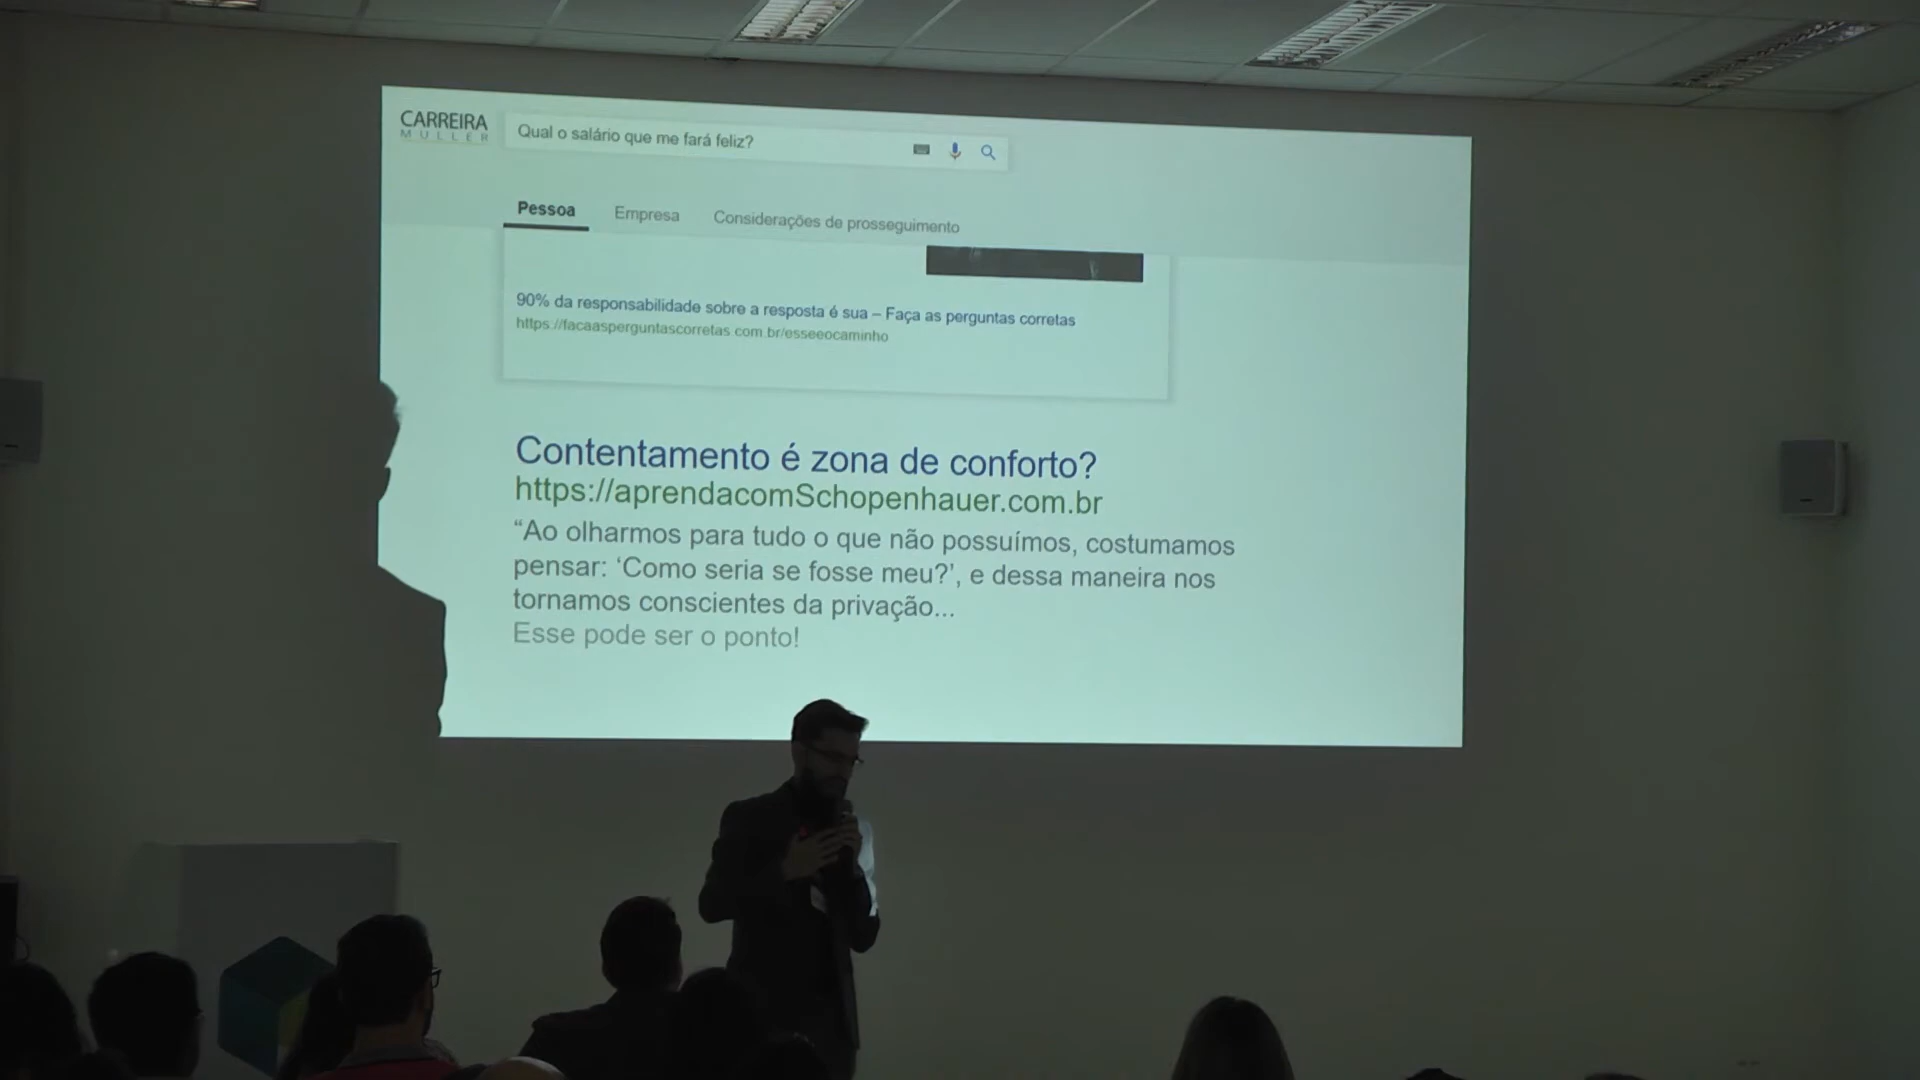 CARREIRA
MULLER
Qual o salário que me fará feliz?
Pessoa Empresa Considerações de prosseguimento
90% da responsabilidade sobre a resposta é sua – Faça as perguntas corretas
https://facaasperguntascorretas.com.br/esseeocaminho
Contentamento é zona de conforto?
https://aprendacomSchopenhauer.com.br
“Ao olharmos para tudo o que não possuímos, costumamos
pensar: ‘Como seria se fosse meu?’, e dessa maneira nos
tornamos conscientes da privação...
Esse pode ser o ponto!